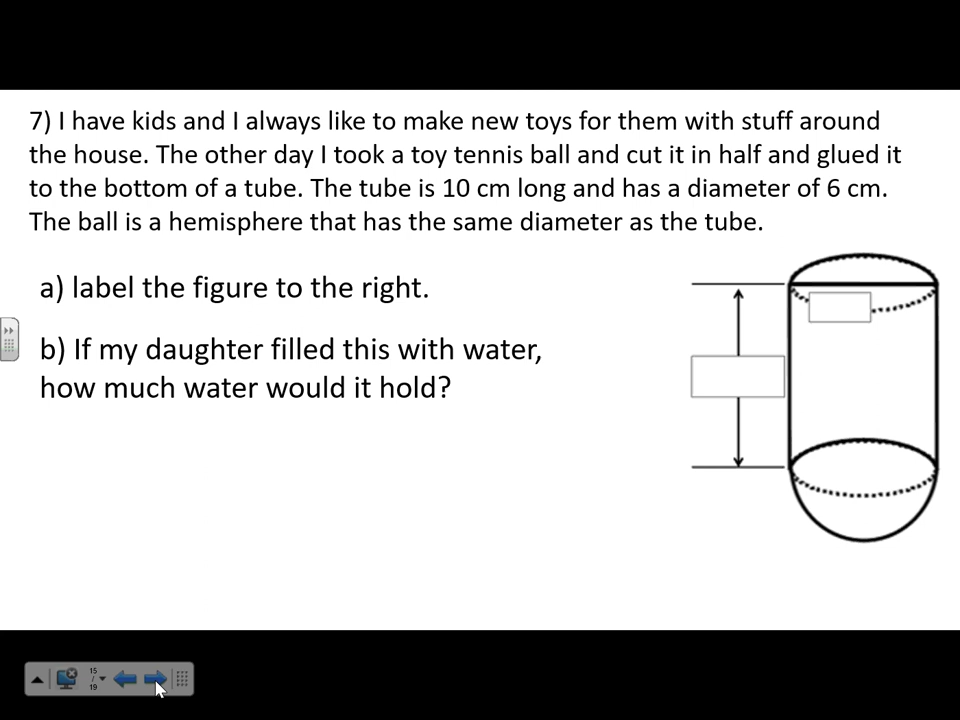 7) I have kids and I always like to make new toys for them with stuff around
the house. The other day I took a toy tennis ball and cut it in half and glued it
to the bottom of a tube. The tube is 10 cm long and has a diameter of 6 cm.
The ball is a hemisphere that has the same diameter as the tube.
a) label the figure to the right.
b) If my daughter filled this with water,
how much water would it hold?
15
/
19